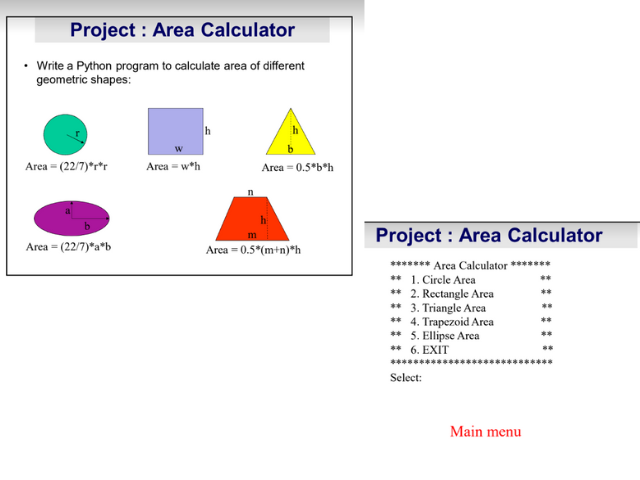 Project : Area Calculator
• Write a Python program to calculate area of different
geometric shapes:
r
h
w
h
b
Area = (22/7)*r*r
Area = w*h
Area = 0.5*b*h
n
a
b
h
m
Area = (22/7)*a*b
Area = 0.5*(m+n)*h
Project : Area Calculator
******* Area Calculator *******
** 1. Circle Area **
** 2. Rectangle Area **
** 3. Triangle Area **
** 4. Trapezoid Area **
** 5. Ellipse Area **
** 6. EXIT **
***************************
Select:
Main menu